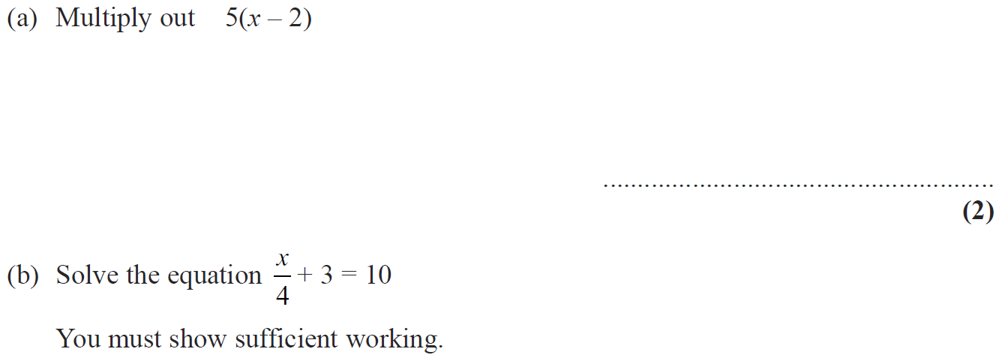 (a) Multiply out 5(x – 2)
........................................................
(2)
(b) Solve the equation x/4 + 3 = 10
You must show sufficient working.